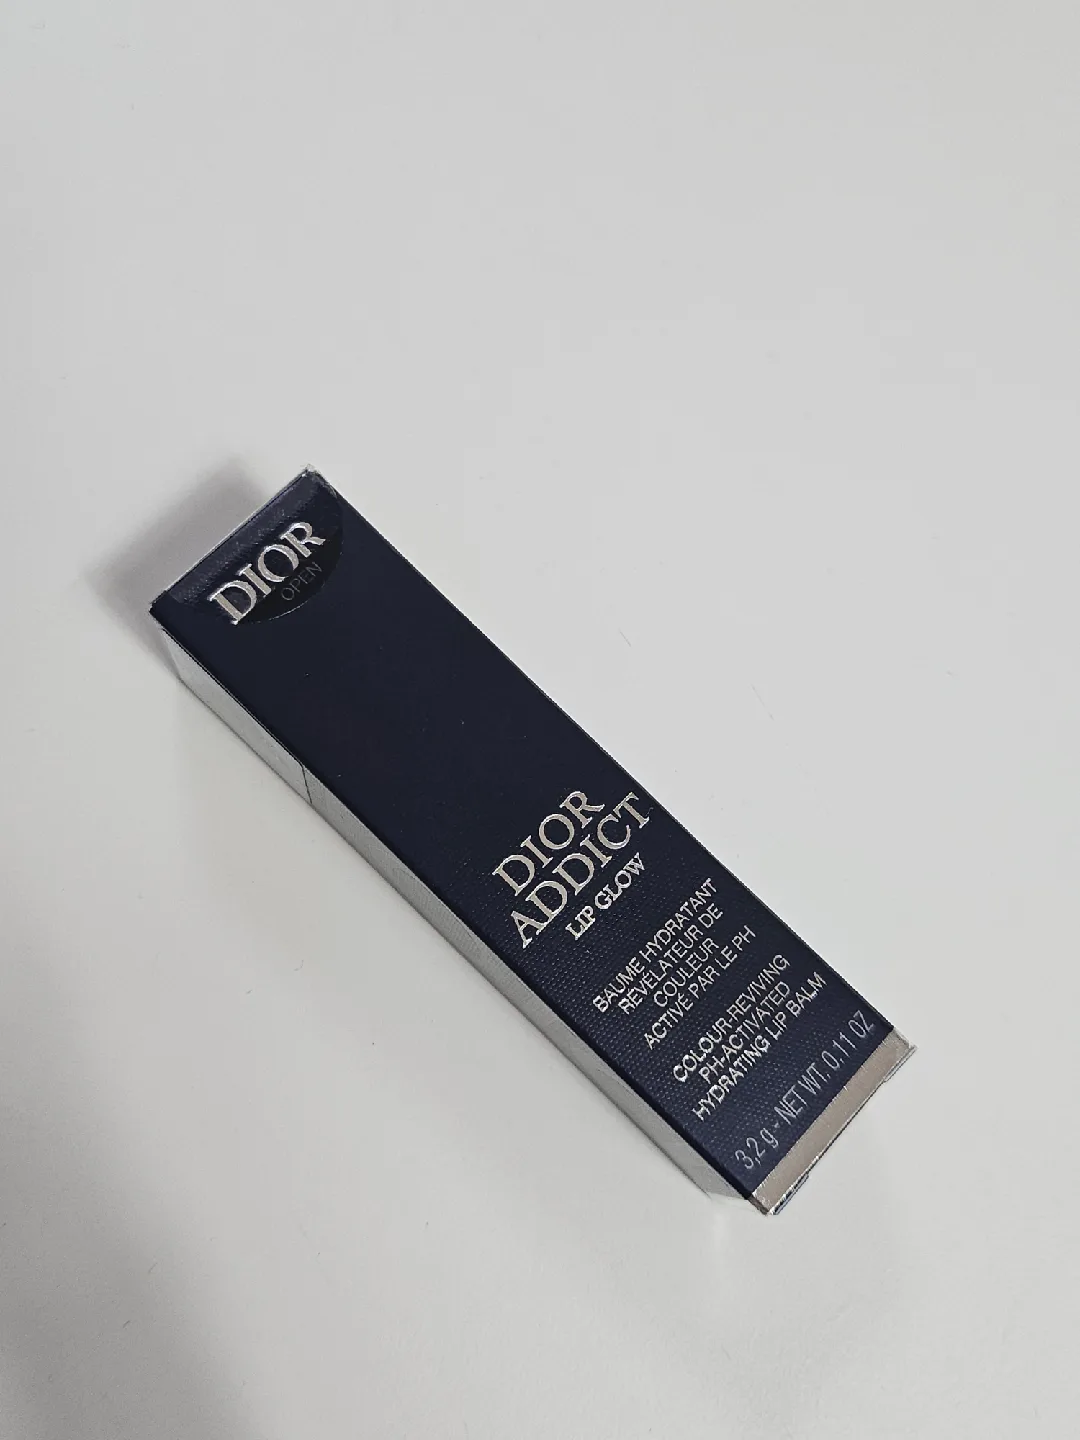 DIOR
OPEN
DIOR
ADDICT
LIP GLOW
BAUME HYDRATANT
RÉVÉLATEUR DE
COULEUR
ACTIVÉ PAR LE PH
COLOUR-REVIVING
PH-ACTIVATED
HYDRATING LIP BALM
3,2 g - NET WT. 0.11 OZ